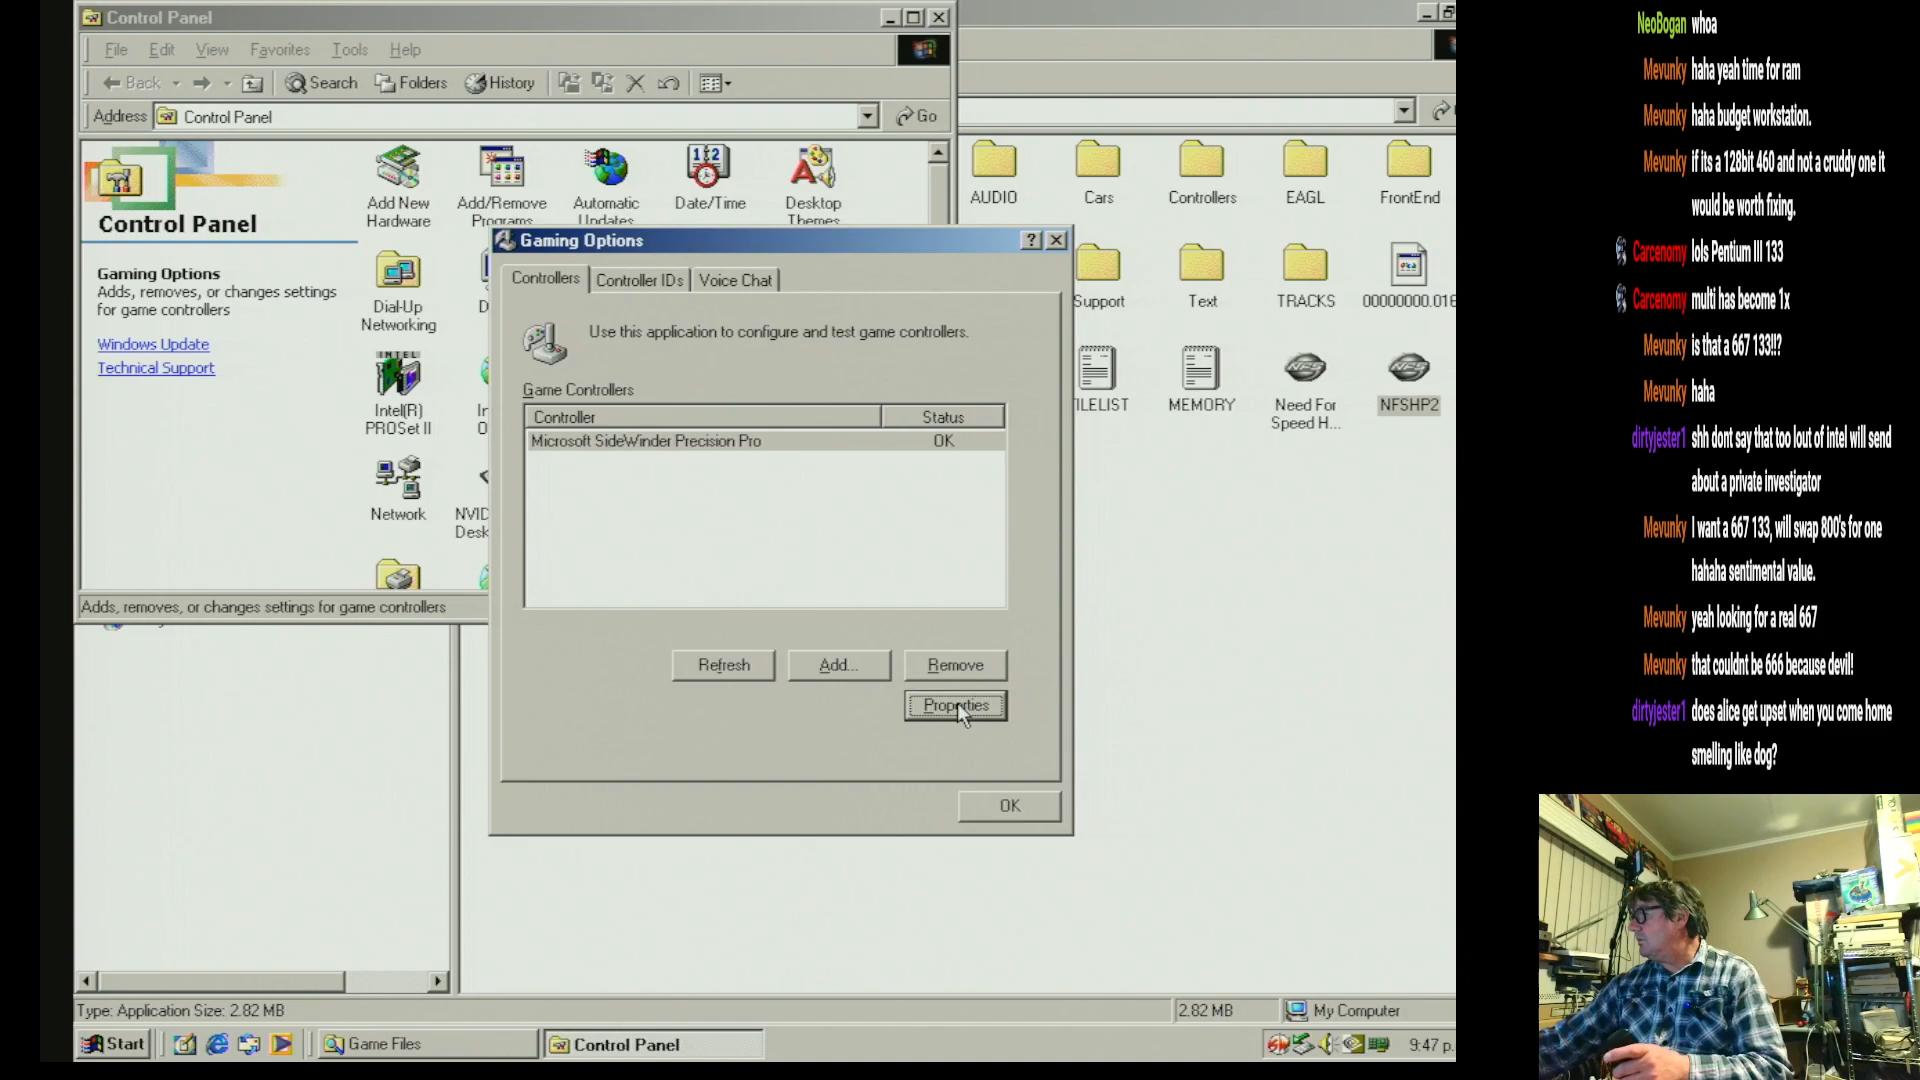 Control Panel
File Edit View Favorites Tools Help
Back Search Folders History
Address Control Panel Go
Control Panel
Gaming Options
Adds, removes, or changes settings
for game controllers
Windows Update
Technical Support
Add New
Hardware
Add/Remove
Programs
Automatic
Updates
Date/Time
Desktop
Themes
Dial-Up
Networking
INTEL
Intel(R)
PROSet II
Network
NVID
Desk
Adds, removes, or changes settings for game controllers
AUDIO
Cars
Controllers
EAGL
FrontEnd
Support
Text
TRACKS
00000000.016
FILELIST
MEMORY
NFS
Need For
Speed H...
NFS
NFSHP2
Gaming Options
Controllers Controller IDs Voice Chat
Use this application to configure and test game controllers.
Game Controllers
Controller Status
Microsoft SideWinder Precision Pro OK
Refresh Add... Remove
Properties
OK
Type: Application Size: 2.82 MB
2.82 MB My Computer
Start Game Files Control Panel 9:47 p.
NeoBogan whoa
Mevunky haha yeah time for ram
Mevunky haha budget workstation.
Mevunky if its a 128bit 460 and not a cruddy one it
would be worth fixing.
Carcenomy lols Pentium III 133
Carcenomy multi has become 1x
Mevunky is that a 667 133!!?
Mevunky haha
dirtyjester1 shh dont say that too lout of intel will send
about a private investigator
Mevunky I want a 667 133, will swap 800's for one
hahaha sentimental value.
Mevunky yeah looking for a real 667
Mevunky that couldnt be 666 because devil!
dirtyjester1 does alice get upset when you come home
smelling like dog?